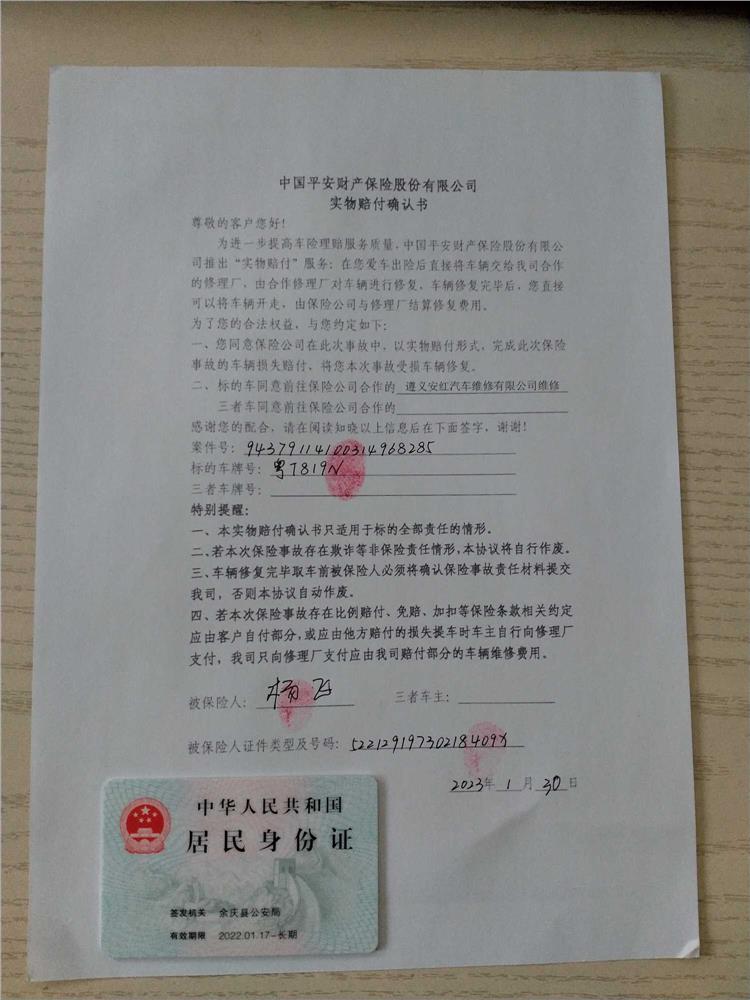 中国平安财产保险股份有限公司
实物赔付确认书
尊敬的客户您好!
为进一步提高车险理赔服务质量,中国平安财产保险股份有限公
司推出“实物赔付”服务:在您爱车出险后直接将车辆交给我司合作
的修理厂,由合作修理厂对车辆进行修复,车辆修复完毕后,您直接
可以将车辆开走,由保险公司与修理厂结算修复费用。
为了您的合法权益,与您约定如下:
一、您同意保险公司在此次事故中,以实物赔付形式,完成此次保险
事故的车辆损失赔付,将您本次事故受损车辆修复。
二、标的车同意前往保险公司合作的 遵义安红汽车维修有限公司维修
三者车同意前往保险公司合作的
感谢您的配合,请在阅读知晓以上信息后在下面签字,谢谢!
案件号: 94379114100314968285
标的车牌号: 粤T819N
三者车牌号:
特别提醒:
一、本实物赔付确认书只适用于标的全部责任的情形。
二、若本次保险事故存在欺诈等非保险责任情形,本协议将自行作废。
三、车辆修复完毕取车前被保险人必须将确认保险事故责任材料提交
我司,否则本协议自动作废。
四、若本次保险事故存在比例赔付、免赔、加扣等保险条款相关约定
应由客户自付部分,或应由他方赔付的损失提车时车主自行向修理厂
支付,我司只向修理厂支付应由我司赔付部分的车辆维修费用。
被保险人: 杨飞 三者车主:
被保险人证件类型及号码: 52212919730218409X
2023年 1 月 30 日
中华人民共和国
居民身份证
签发机关 余庆县公安局
有效期限 2022.01.17-长期